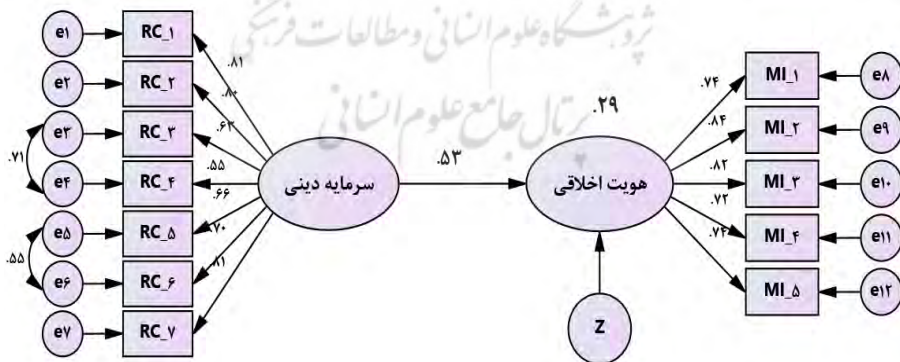 پژوهشگاه علوم انسانی و مطالعات فرهنگی
پرتال جامع علوم انسانی
e۱ RC_۱
e۲ RC_۲
e۳ RC_۳
e۴ RC_۴
e۵ RC_۵
e۶ RC_۶
e۷ RC_۷
.۷۱
.۵۵
.۸۱
.۸۰
.۶۳
.۵۵
.۶۶
.۷۰
.۸۱
سرمایه دینی
.۵۳
.۲۹
هویت اخلاقی
Z
.۷۴
.۸۴
.۸۲
.۷۲
.۷۴
MI_۱ e۸
MI_۲ e۹
MI_۳ e۱۰
MI_۴ e۱۱
MI_۵ e۱۲